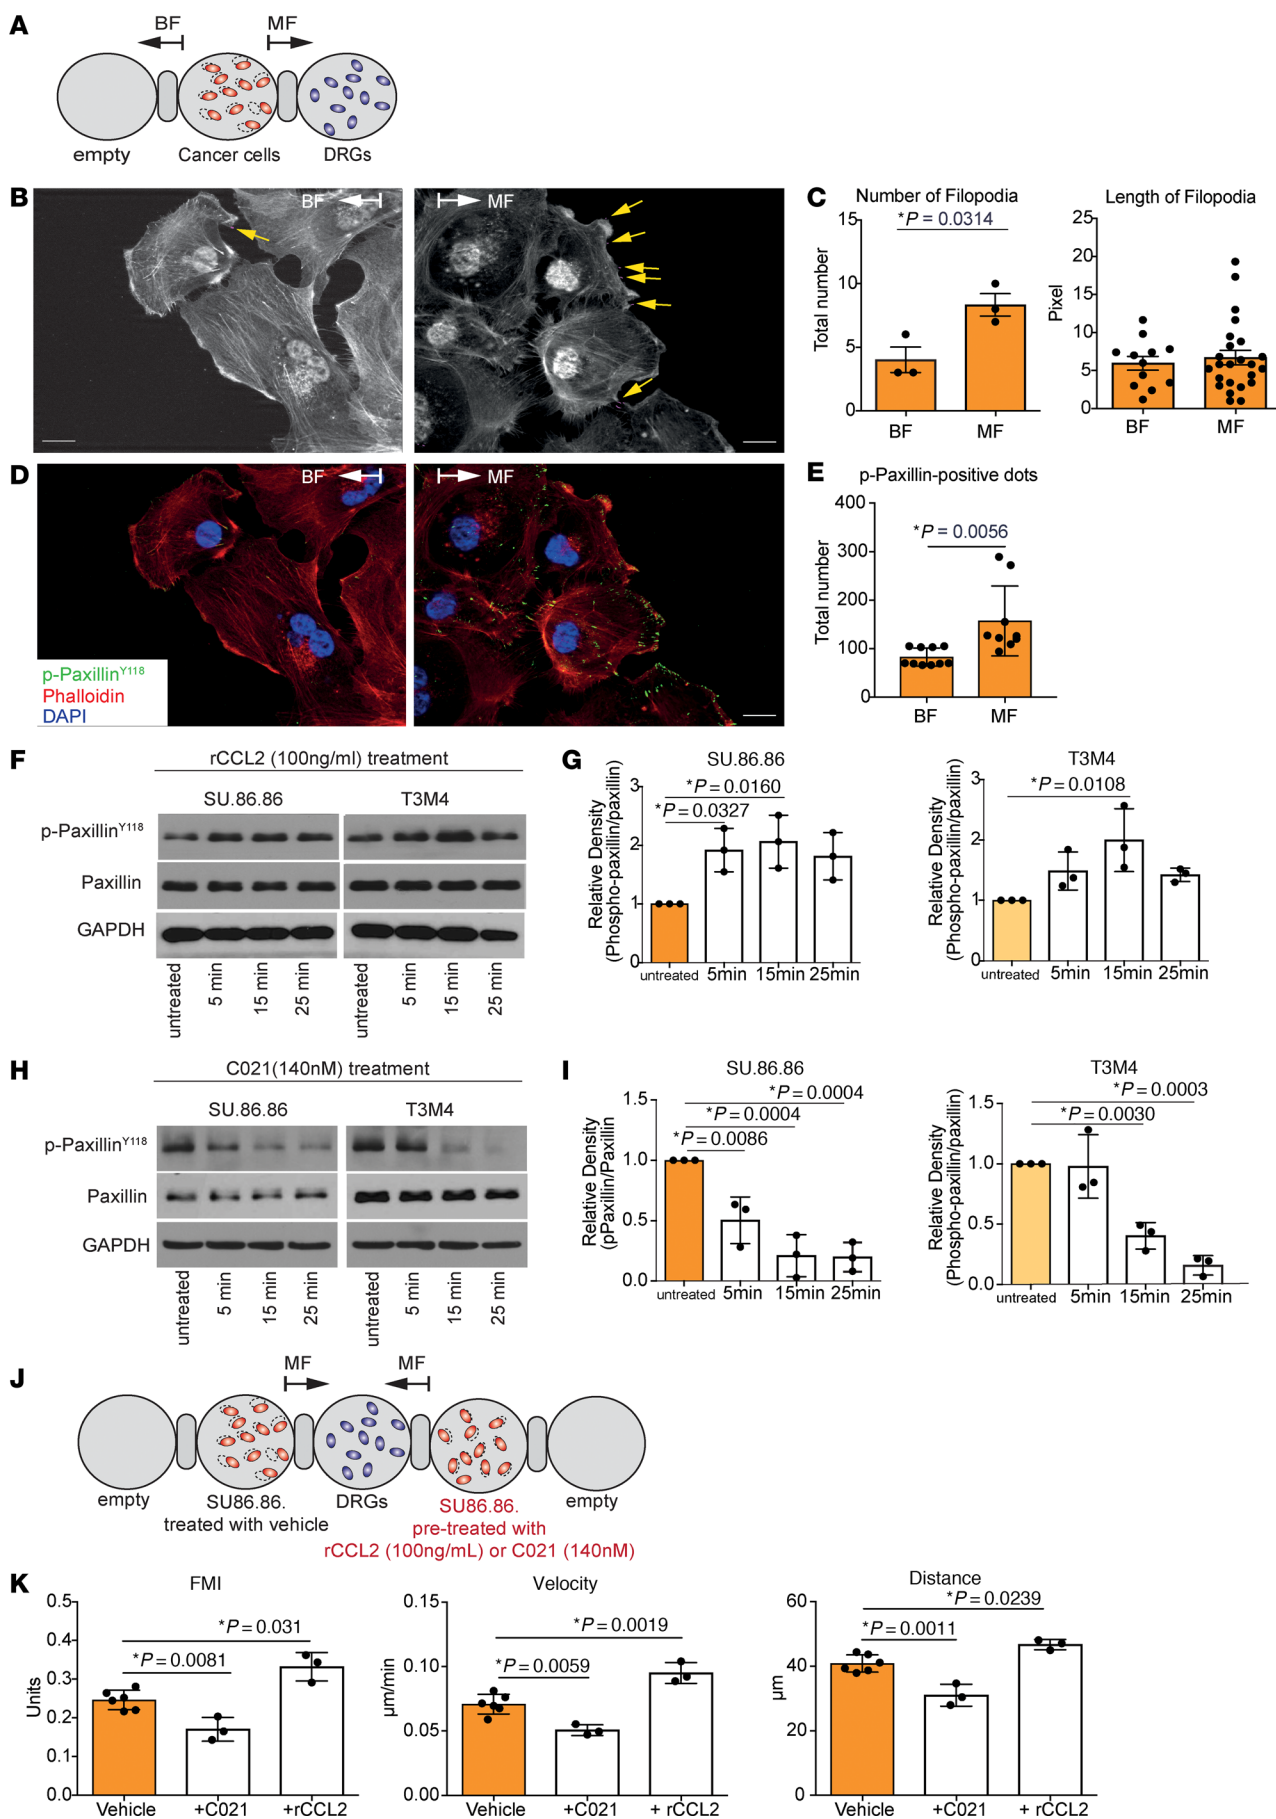 A
BF
MF
empty
Cancer cells
DRGs
B
BF
MF
C
Number of Filopodia
*P = 0.0314
Total number
15
10
5
0
BF
MF
Length of Filopodia
Pixel
25
20
15
10
5
0
BF
MF
D
BF
MF
p-PaxillinY118
Phalloidin
DAPI
E
p-Paxillin-positive dots
*P = 0.0056
Total number
400
300
200
100
0
BF
MF
F
rCCL2 (100ng/ml) treatment
SU.86.86
T3M4
p-PaxillinY118
Paxillin
GAPDH
untreated
5 min
15 min
25 min
untreated
5 min
15 min
25 min
G
SU.86.86
*P = 0.0160
*P = 0.0327
Relative Density
(Phospho-paxillin/paxillin)
3
2
1
0
untreated
5min
15min
25min
T3M4
*P = 0.0108
Relative Density
(Phospho-paxillin/paxillin)
3
2
1
0
untreated
5min
15min
25min
H
C021(140nM) treatment
SU.86.86
T3M4
p-PaxillinY118
Paxillin
GAPDH
untreated
5 min
15 min
25 min
untreated
5 min
15 min
25 min
I
SU.86.86
*P = 0.0004
*P = 0.0004
*P = 0.0086
Relative Density
(pPaxillin/Paxillin
1.5
1.0
0.5
0.0
untreated
5min
15min
25min
T3M4
*P = 0.0003
*P = 0.0030
Relative Density
(Phospho-paxillin/paxillin)
1.5
1.0
0.5
0.0
untreated
5min
15min
25min
J
MF
MF
empty
SU86.86.
treated with vehicle
DRGs
SU86.86.
pre-treated with
rCCL2 (100ng/mL) or C021 (140nM)
empty
K
FMI
*P = 0.031
*P = 0.0081
Units
0.5
0.4
0.3
0.2
0.1
0.0
Vehicle
+C021
+rCCL2
Velocity
*P = 0.0019
*P = 0.0059
µm/min
0.15
0.10
0.05
0.00
Vehicle
+C021
+ rCCL2
Distance
*P = 0.0239
*P = 0.0011
µm
60
40
20
0
Vehicle
+C021
+ rCCL2